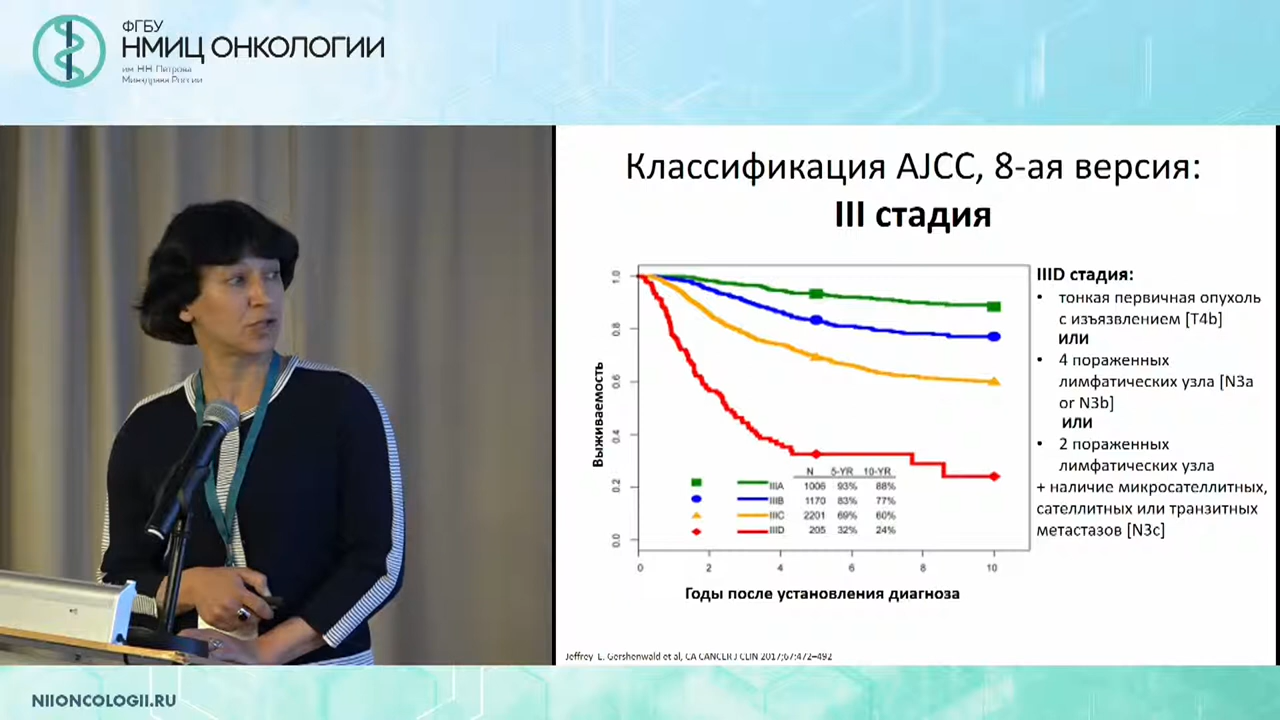 ФГБУ
НМИЦ ОНКОЛОГИИ
им НН Петрова
Минздрава России
Классификация AJCC, 8-ая версия:
III стадия
IIID стадия:
• тонкая первичная опухоль
с изъязвлением [T4b]
ИЛИ
• 4 пораженных
лимфатических узла [N3a
or N3b]
ИЛИ
• 2 пораженных
лимфатических узла
+ наличие микросателлитных,
сателлитных или транзитных
метастазов [N3c]
Выживаемость
1.0
0.8
0.6
0.4
0.2
0.0
N 5-YR 10-YR
IIIA 1006 93% 88%
IIIB 1170 83% 77%
IIIC 2201 69% 60%
IIID 205 32% 24%
0 2 4 6 8 10
Годы после установления диагноза
Jeffrey E. Gershenwald et al, CA CANCER J CLIN 2017;67:472–492
NIIONCOLOGII.RU